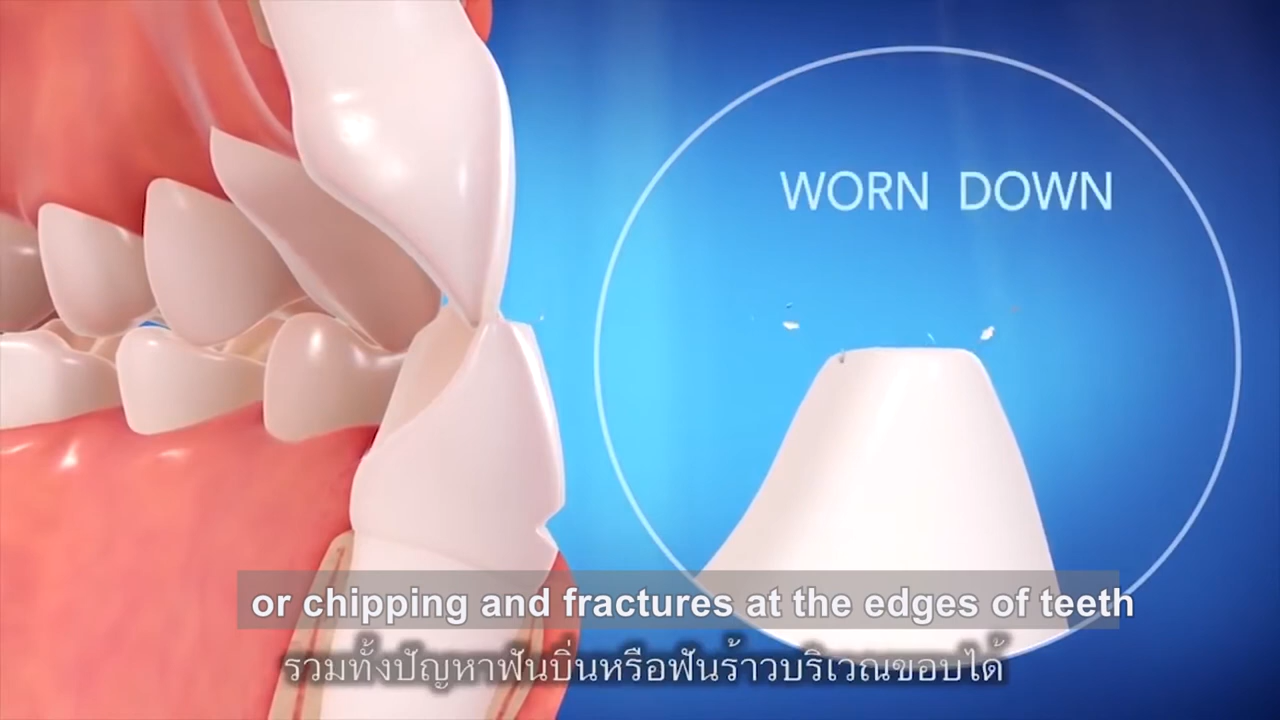 WORN DOWN
or chipping and fractures at the edges of teeth
รวมทั้งปัญหาฟันบิ่นหรือฟันร้าวบริเวณขอบได้